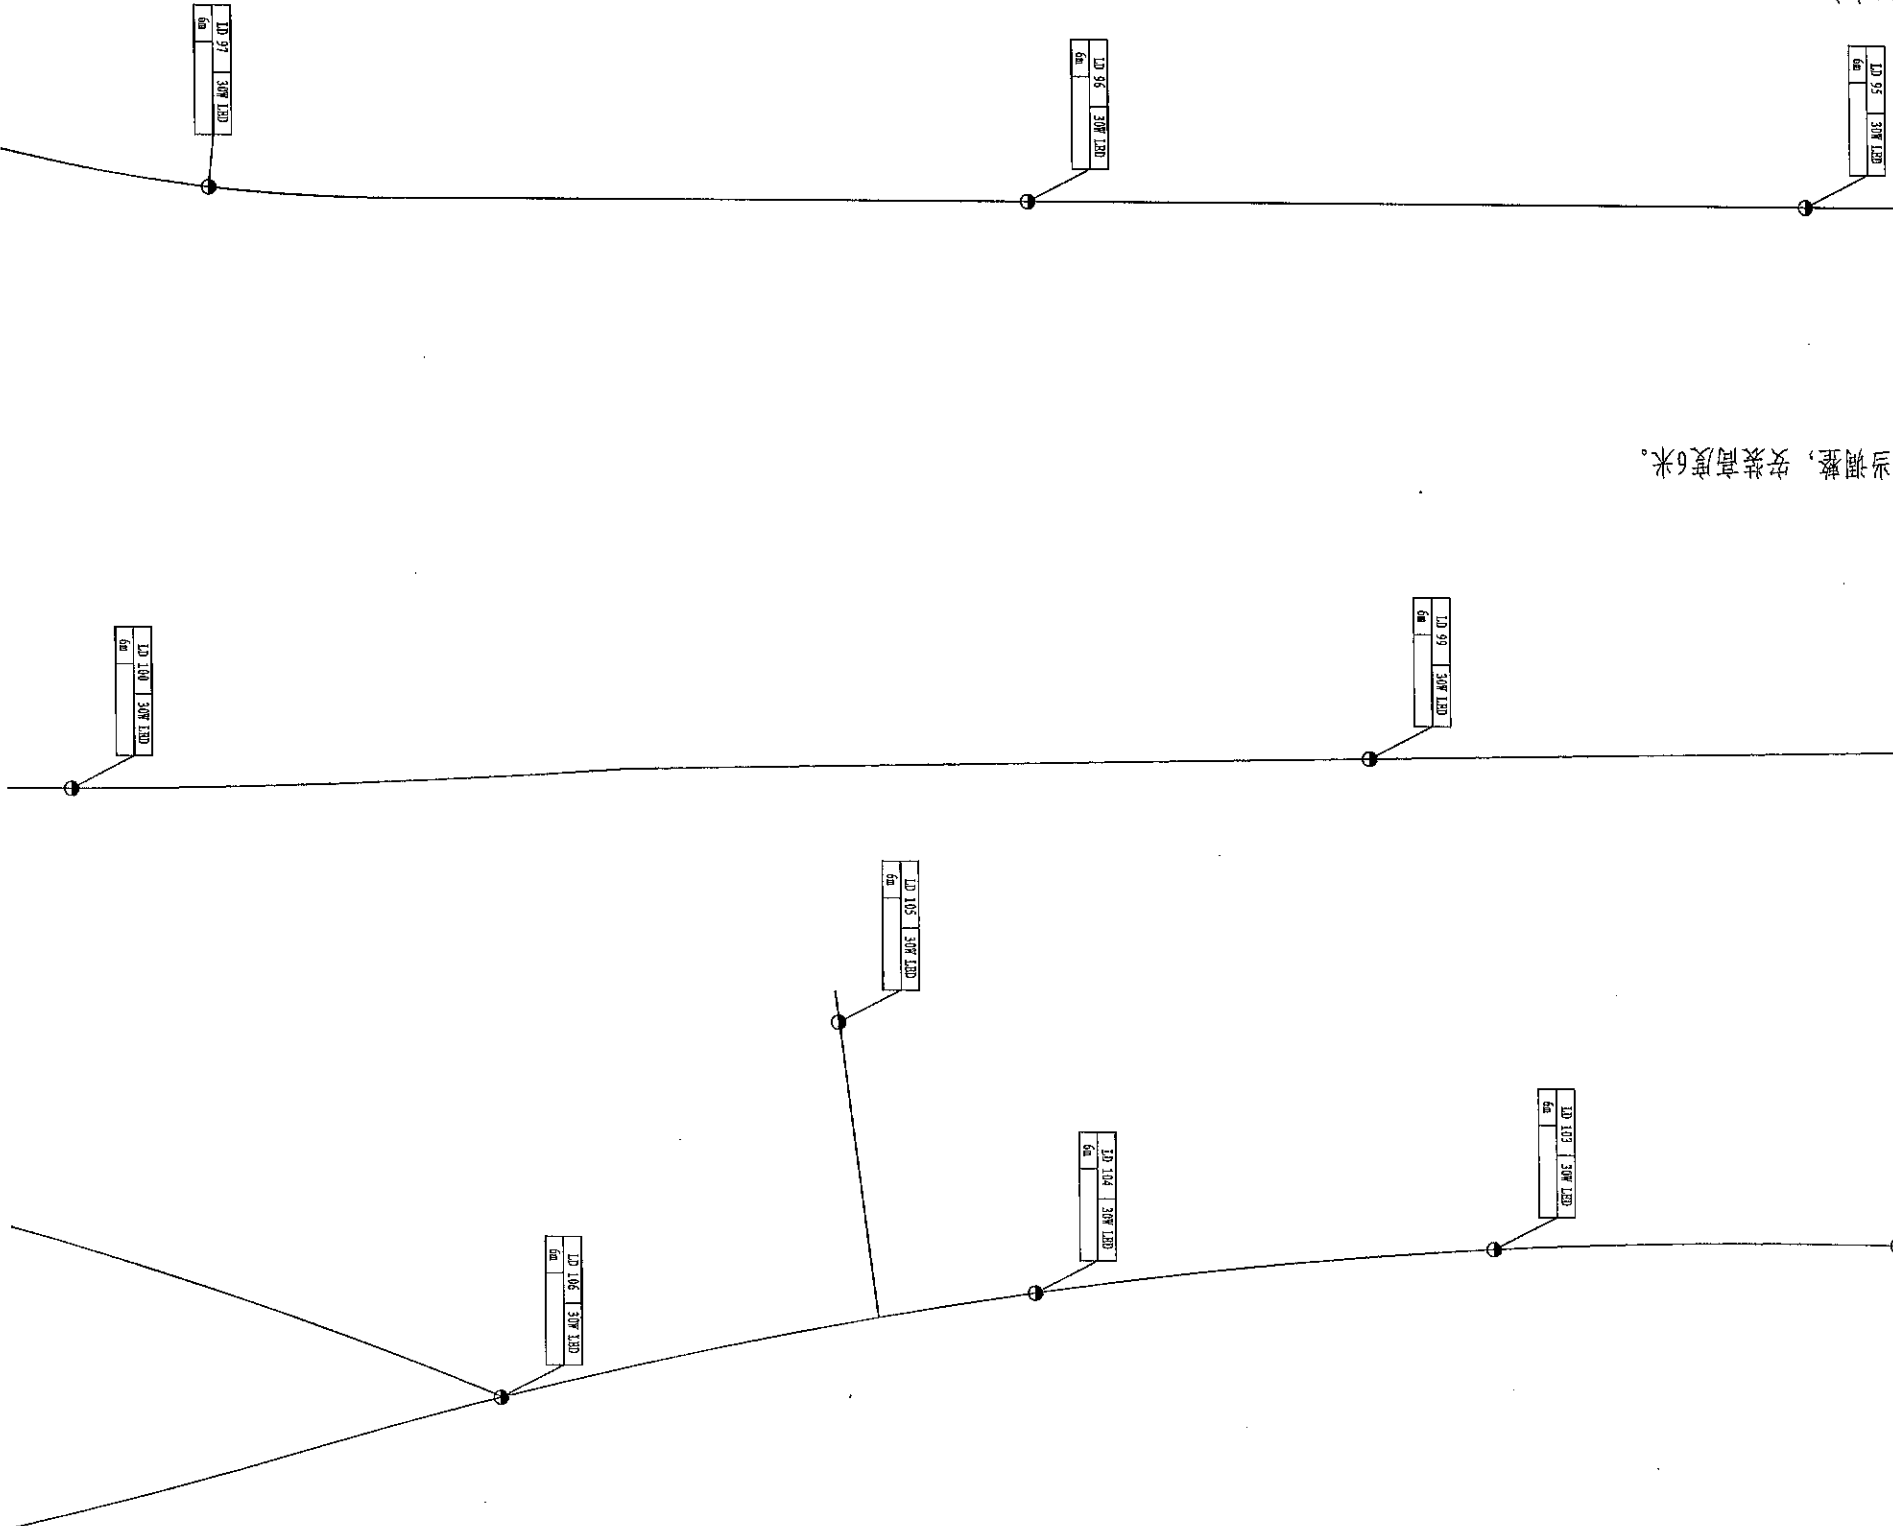 LD 97 30W LED
6m
LD 96 30W LED
6m
LD 95 30W LED
6m
当调整，安装高度6米。
LD 100 30W LED
6m
LD 99 30W LED
6m
LD 105 30W LED
6m
LD 103 30W LED
6m
LD 104 30W LED
6m
LD 106 30W LED
6m